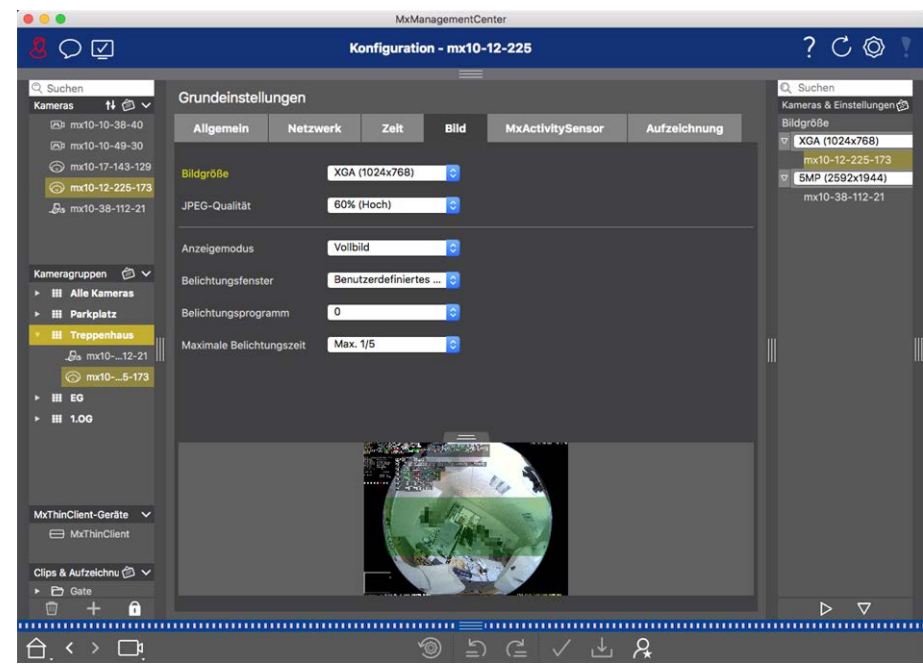 MxManagementCenter
Konfiguration - mx10-12-225
Suchen
Kameras
mx10-10-38-40
mx10-10-49-30
mx10-17-143-129
mx10-12-225-173
mx10-38-112-21
Kameragruppen
Alle Kameras
Parkplatz
Treppenhaus
mx10-...12-21
mx10-...5-173
EG
1.OG
MxThinClient-Geräte
MxThinClient
Clips & Aufzeichnu
Gate
Grundeinstellungen
Allgemein Netzwerk Zeit Bild MxActivitySensor Aufzeichnung
Bildgröße XGA (1024x768)
JPEG-Qualität 60% (Hoch)
Anzeigemodus Vollbild
Belichtungsfenster Benutzerdefiniertes ...
Belichtungsprogramm 0
Maximale Belichtungszeit Max. 1/5
Suchen
Kameras & Einstellungen
Bildgröße
XGA (1024x768)
mx10-12-225-173
5MP (2592x1944)
mx10-38-112-21